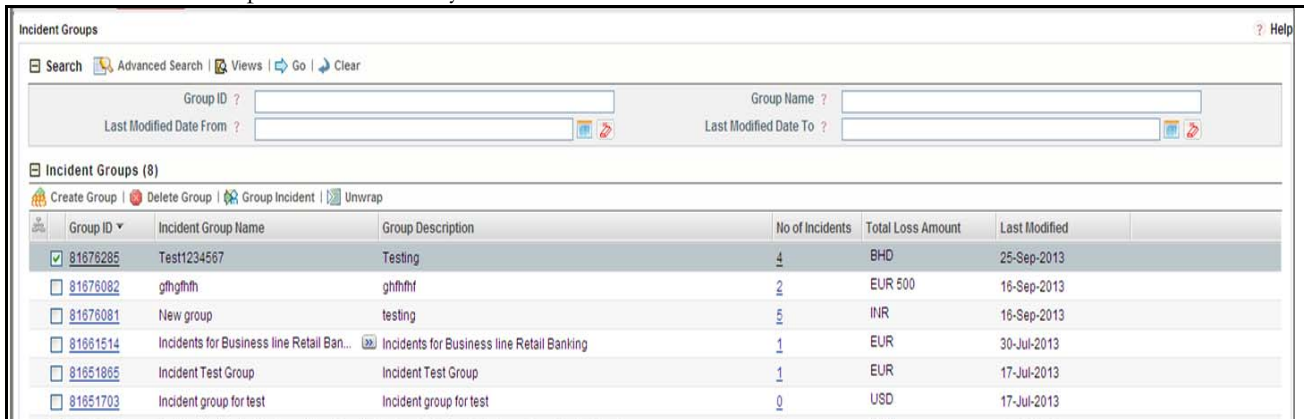 Incident Groups ? Help
Search Advanced Search | Views | Go | Clear
Group ID ? Group Name ?
Last Modified Date From ? Last Modified Date To ?
Incident Groups (8)
Create Group | Delete Group | Group Incident | Unwrap
Group ID Incident Group Name Group Description No of Incidents Total Loss Amount Last Modified
81676285 Test1234567 Testing 4 BHD 25-Sep-2013
81676082 gfhgfhfh ghfhfhf 2 EUR 500 16-Sep-2013
81676081 New group testing 5 INR 16-Sep-2013
81661514 Incidents for Business line Retail Ban... Incidents for Business line Retail Banking 1 EUR 30-Jul-2013
81651865 Incident Test Group Incident Test Group 1 EUR 17-Jul-2013
81651703 Incident group for test Incident group for test 0 USD 17-Jul-2013